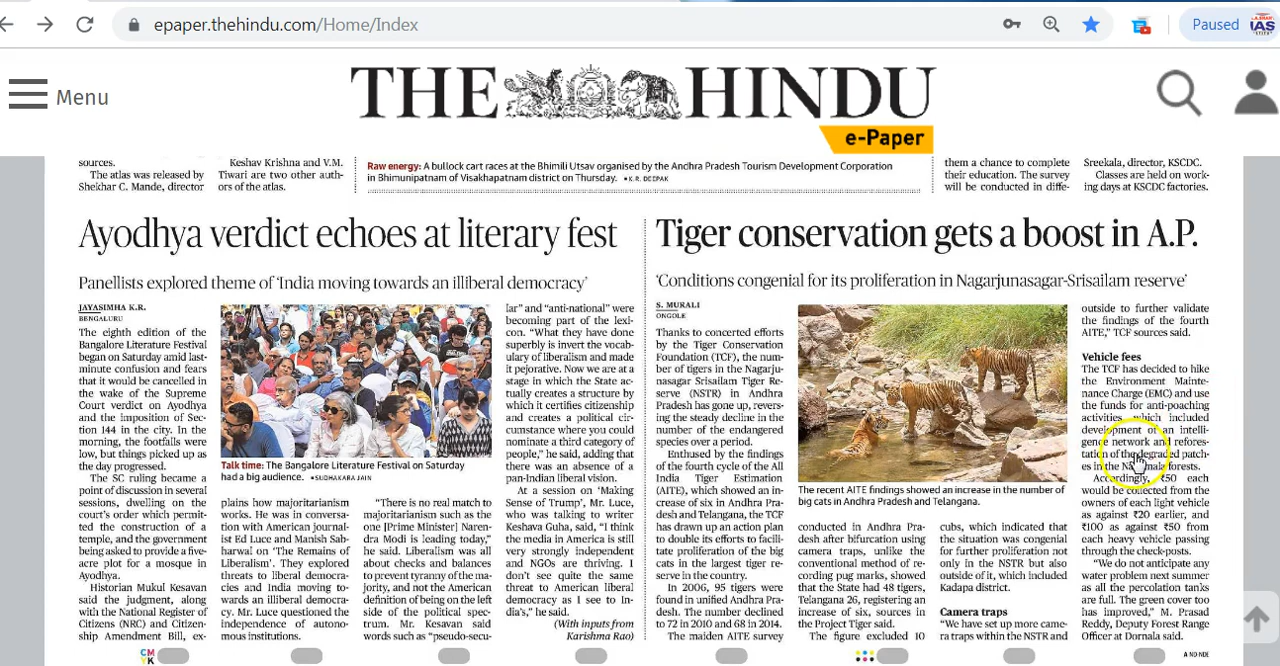 epaper.thehindu.com/Home/Index
Paused
IAS
Menu
THE HINDU
e-Paper
sources.
The atlas was released by
Shekhar C. Mande, director
Keshav Krishna and V.M.
Tiwari are two other auth-
ors of the atlas.
Raw energy: A bullock cart races at the Bhimili Utsav organised by the Andhra Pradesh Tourism Development Corporation
in Bhimunipatnam of Visakhapatnam district on Thursday. • K.R. DEEPAK
them a chance to complete
their education. The survey
will be conducted in diffe-
Sreekala, director, KSCDC.
Classes are held on work-
ing days at KSCDC factories.
Ayodhya verdict echoes at literary fest
Panellists explored theme of 'India moving towards an illiberal democracy'
JAYASIMHA K.R.
BENGALURU
The eighth edition of the
Bangalore Literature Festival
began on Saturday amid last-
minute confusion and fears
that it would be cancelled in
the wake of the Supreme
Court verdict on Ayodhya
and the imposition of Sec-
tion 144 in the city. In the
morning, the footfalls were
low, but things picked up as
the day progressed.
The SC ruling became a
point of discussion in several
sessions, dwelling on the
court's order which permit-
ted the construction of a
temple, and the government
being asked to provide a five-
acre plot for a mosque in
Ayodhya.
Historian Mukul Kesavan
said the judgment, along
with the National Register of
Citizens (NRC) and Citizen-
ship Amendment Bill, ex-
Talk time: The Bangalore Literature Festival on Saturday
had a big audience. • SUDHAKARA JAIN
plains how majoritarianism
works. He was in conversa-
tion with American journal-
ist Ed Luce and Manish Sab-
harwal on 'The Remains of
Liberalism'. They explored
threats to liberal democra-
cies and India moving to-
wards an illiberal democra-
cy. Mr. Luce questioned the
importance of autono-
mous institutions.
"There is no real match to
majoritarianism such as the
one [Prime Minister] Naren-
dra Modi is leading today,"
he said. Liberalism was all
about checks and balances
to prevent tyranny of the ma-
jority, and not the American
definition of being on the left
side of the political spec-
trum. Mr. Kesavan said
words such as "pseudo-secu-
lar" and "anti-national" were
becoming part of the lexi-
con. "What they have done
superbly is invert the vocab-
ulary of liberalism and made
it pejorative. Now we are at a
stage in which the State ac-
tually creates a structure by
which it certifies citizenship
and creates a political cir-
cumstance where you could
nominate a third category of
people," he said, adding that
there was an absence of a
pan-Indian liberal vision.
At a session on 'Making
Sense of Trump', Mr. Luce,
who was talking to writer
Keshava Guha, said, "I think
the media in America is still
very strongly independent
and NGOs are thriving. I
don't see quite the same
threat to American liberal
democracy as I see to In-
dia's," he said.
(With inputs from
Karishma Rao)
Tiger conservation gets a boost in A.P.
'Conditions congenial for its proliferation in Nagarjunasagar-Srisailam reserve'
S. MURALI
ONGOLE
Thanks to concerted efforts
by the Tiger Conservation
Foundation (TCF), the num-
ber of tigers in the Nagarju-
nasagar Srisailam Tiger Re-
serve (NSTR) in Andhra
Pradesh has gone up, revers-
ing the steady decline in the
number of the endangered
species over a period.
Enthused by the findings
of the fourth cycle of the All
India Tiger Estimation
(AITE), which showed an in-
crease of six in Andhra Pra-
desh and Telangana, the TCF
has drawn up an action plan
to double its efforts to facili-
tate proliferation of the big
cats in the largest tiger re-
serve in the country.
In 2006, 95 tigers were
found in unified Andhra Pra-
desh. The number declined
to 72 in 2010 and 68 in 2014.
The maiden AITE survey
The recent AITE findings showed an increase in the number of
big cats in Andhra Pradesh and Telangana.
conducted in Andhra Pra-
desh after bifurcation using
camera traps, unlike the
conventional method of re-
cording pug marks, showed
that the State had 48 tigers,
Telangana 26, registering an
increase of six, sources in
the Project Tiger said.
The figure excluded 10
cubs, which indicated that
the situation was congenial
for further proliferation not
only in the NSTR but also
outside of it, which included
Kadapa district.
Camera traps
"We have set up more came-
ra traps within the NSTR and
outside to further validate
the findings of the fourth
AITE," TCF sources said.
Vehicle fees
The TCF has decided to hike
the Environment Mainte-
nance Charge (EMC) and use
the funds for anti-poaching
activities which included
development of an intelli-
gence network and refores-
tation of the degraded patch-
es in the Nallamala forests.
Accordingly, ₹50 each
would be collected from the
owners of each light vehicle
as against ₹20 earlier, and
₹100 as against ₹50 from
each heavy vehicle passing
through the check-posts.
"We do not anticipate any
water problem next summer
as all the percolation tanks
are full. The green cover too
has improved," M. Prasad
Reddy, Deputy Forest Range
Officer at Dornala said.
CM
YK
A ND NDE